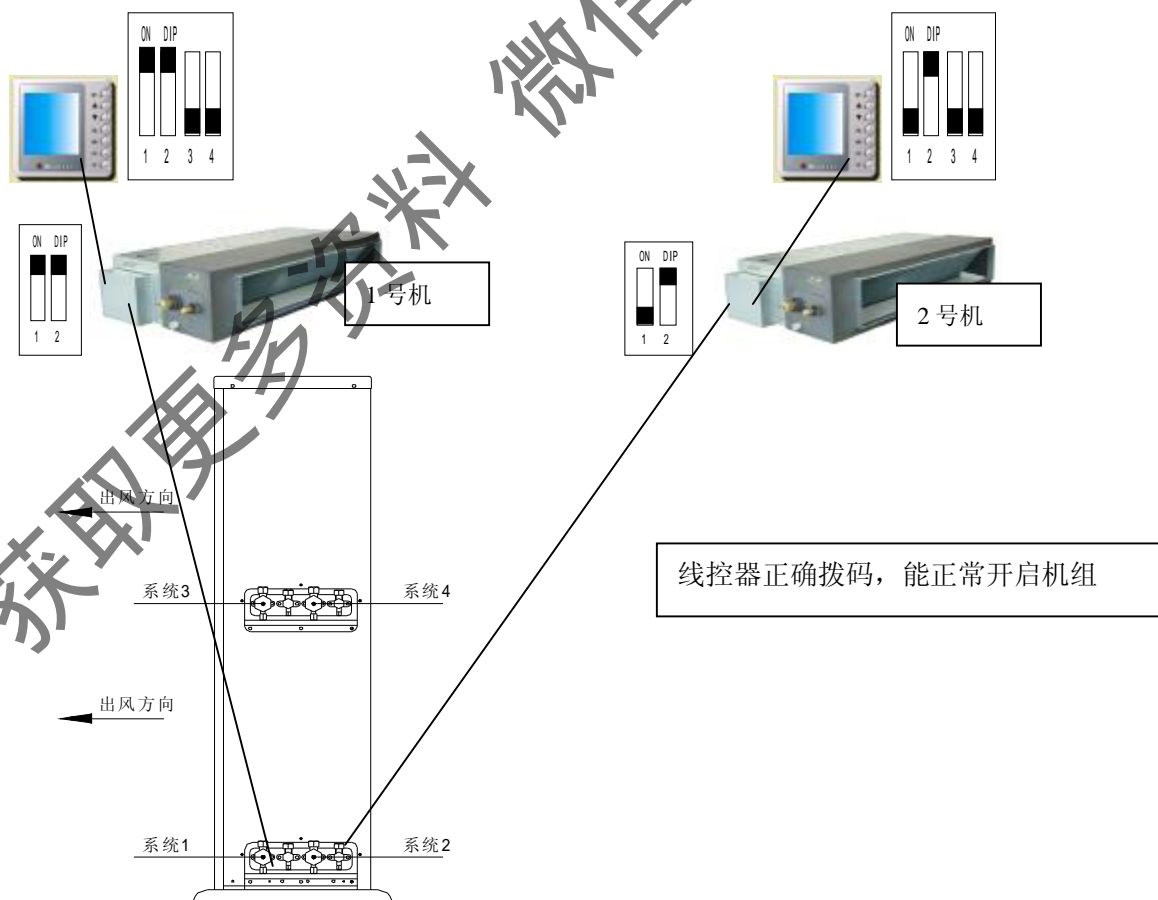 ON DIP
1 2 3 4
ON DIP
1 2 3 4
ON DIP
1 2
1号机
ON DIP
1 2
2号机
出风方向
系统3
系统4
线控器正确拨码，能正常开启机组
出风方向
系统1
系统2
获取更多资料 微信